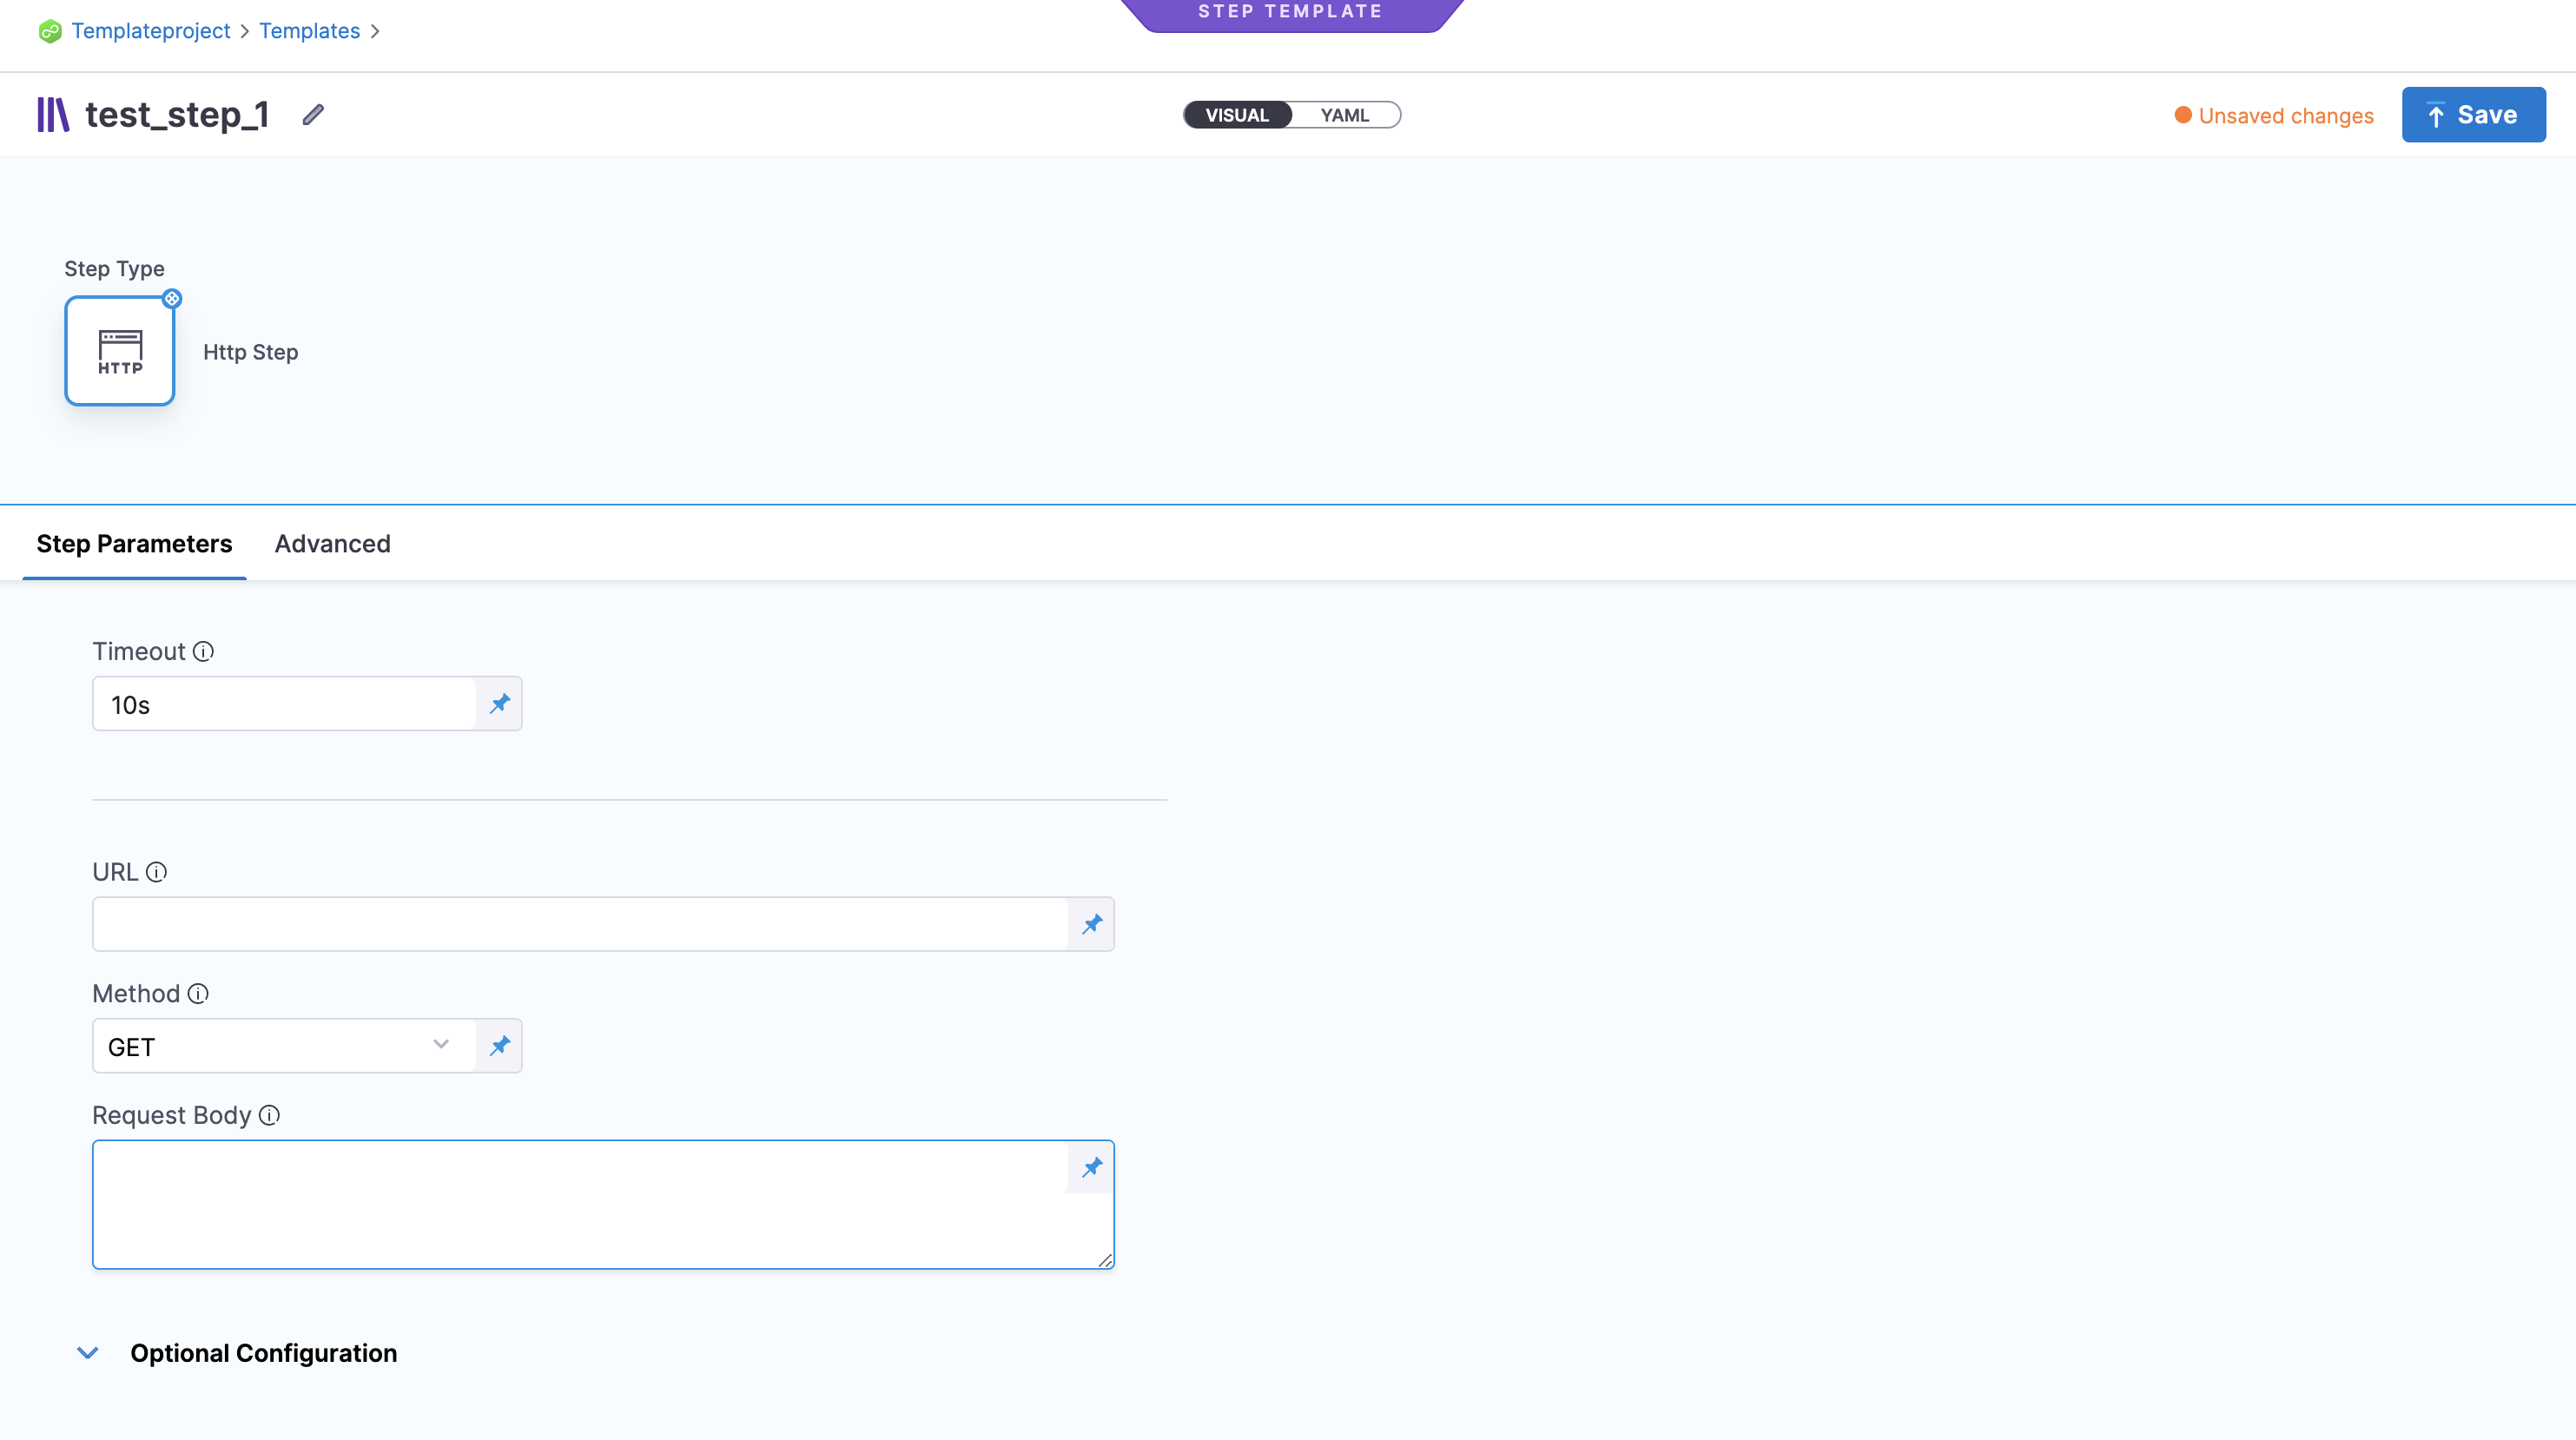 STEP TEMPLATE
Templateproject > Templates >
test_step_1
VISUAL YAML
Unsaved changes
Save
Step Type
HTTP
Http Step
Step Parameters Advanced
Timeout
10s
URL
Method
GET
Request Body
Optional Configuration